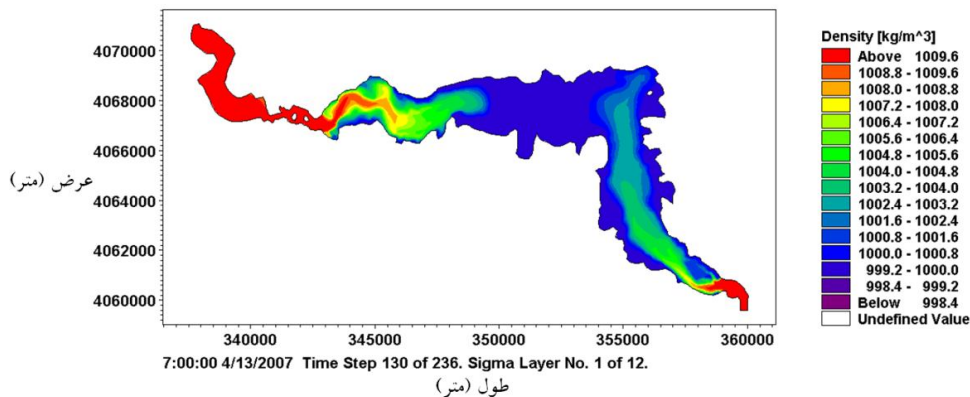 Density [kg/m^3]
Above 1009.6
1008.8 - 1009.6
1008.0 - 1008.8
1007.2 - 1008.0
1006.4 - 1007.2
1005.6 - 1006.4
1004.8 - 1005.6
1004.0 - 1004.8
1003.2 - 1004.0
1002.4 - 1003.2
1001.6 - 1002.4
1000.8 - 1001.6
1000.0 - 1000.8
999.2 - 1000.0
998.4 - 999.2
Below 998.4
Undefined Value
4070000
4068000
4066000
4064000
4062000
4060000
عرض (متر)
340000 345000 350000 355000 360000
7:00:00 4/13/2007 Time Step 130 of 236. Sigma Layer No. 1 of 12.
طول (متر)